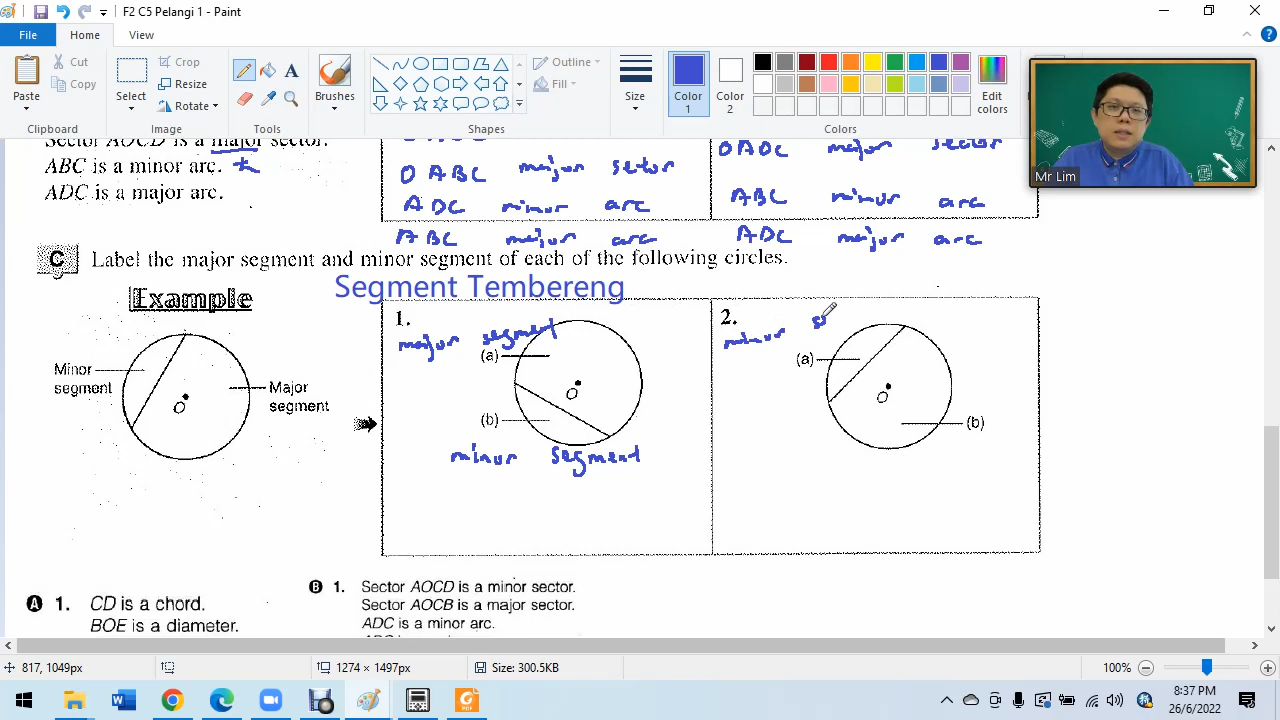 F2 C5 Pelangi 1 - Paint
File Home View
Paste Cut Copy Clipboard
Select Crop Resize Rotate Image
Tools
Brushes
Shapes Outline Fill
Size
Color 1 Color 2 Edit colors Colors
Mr Lim
Sector AOCD is a major sector.
ABC is a minor arc.
ADC is a major arc.
OABC major setor
ADC minor arc
ABC major arc
OADC major sector
ABC minor arc
ADC major arc
C Label the major segment and minor segment of each of the following circles.
Segment Tembereng
Example
Minor segment
O
Major segment
1.
major segment
(a)
O
(b)
minor segment
2.
minor
(a)
O
(b)
A 1. CD is a chord.
BOE is a diameter.
B 1. Sector AOCD is a minor sector.
Sector AOCB is a major sector.
ADC is a minor arc.
817, 1049px 1274 × 1497px Size: 300.5KB 100%
8:37 PM
26/6/2022